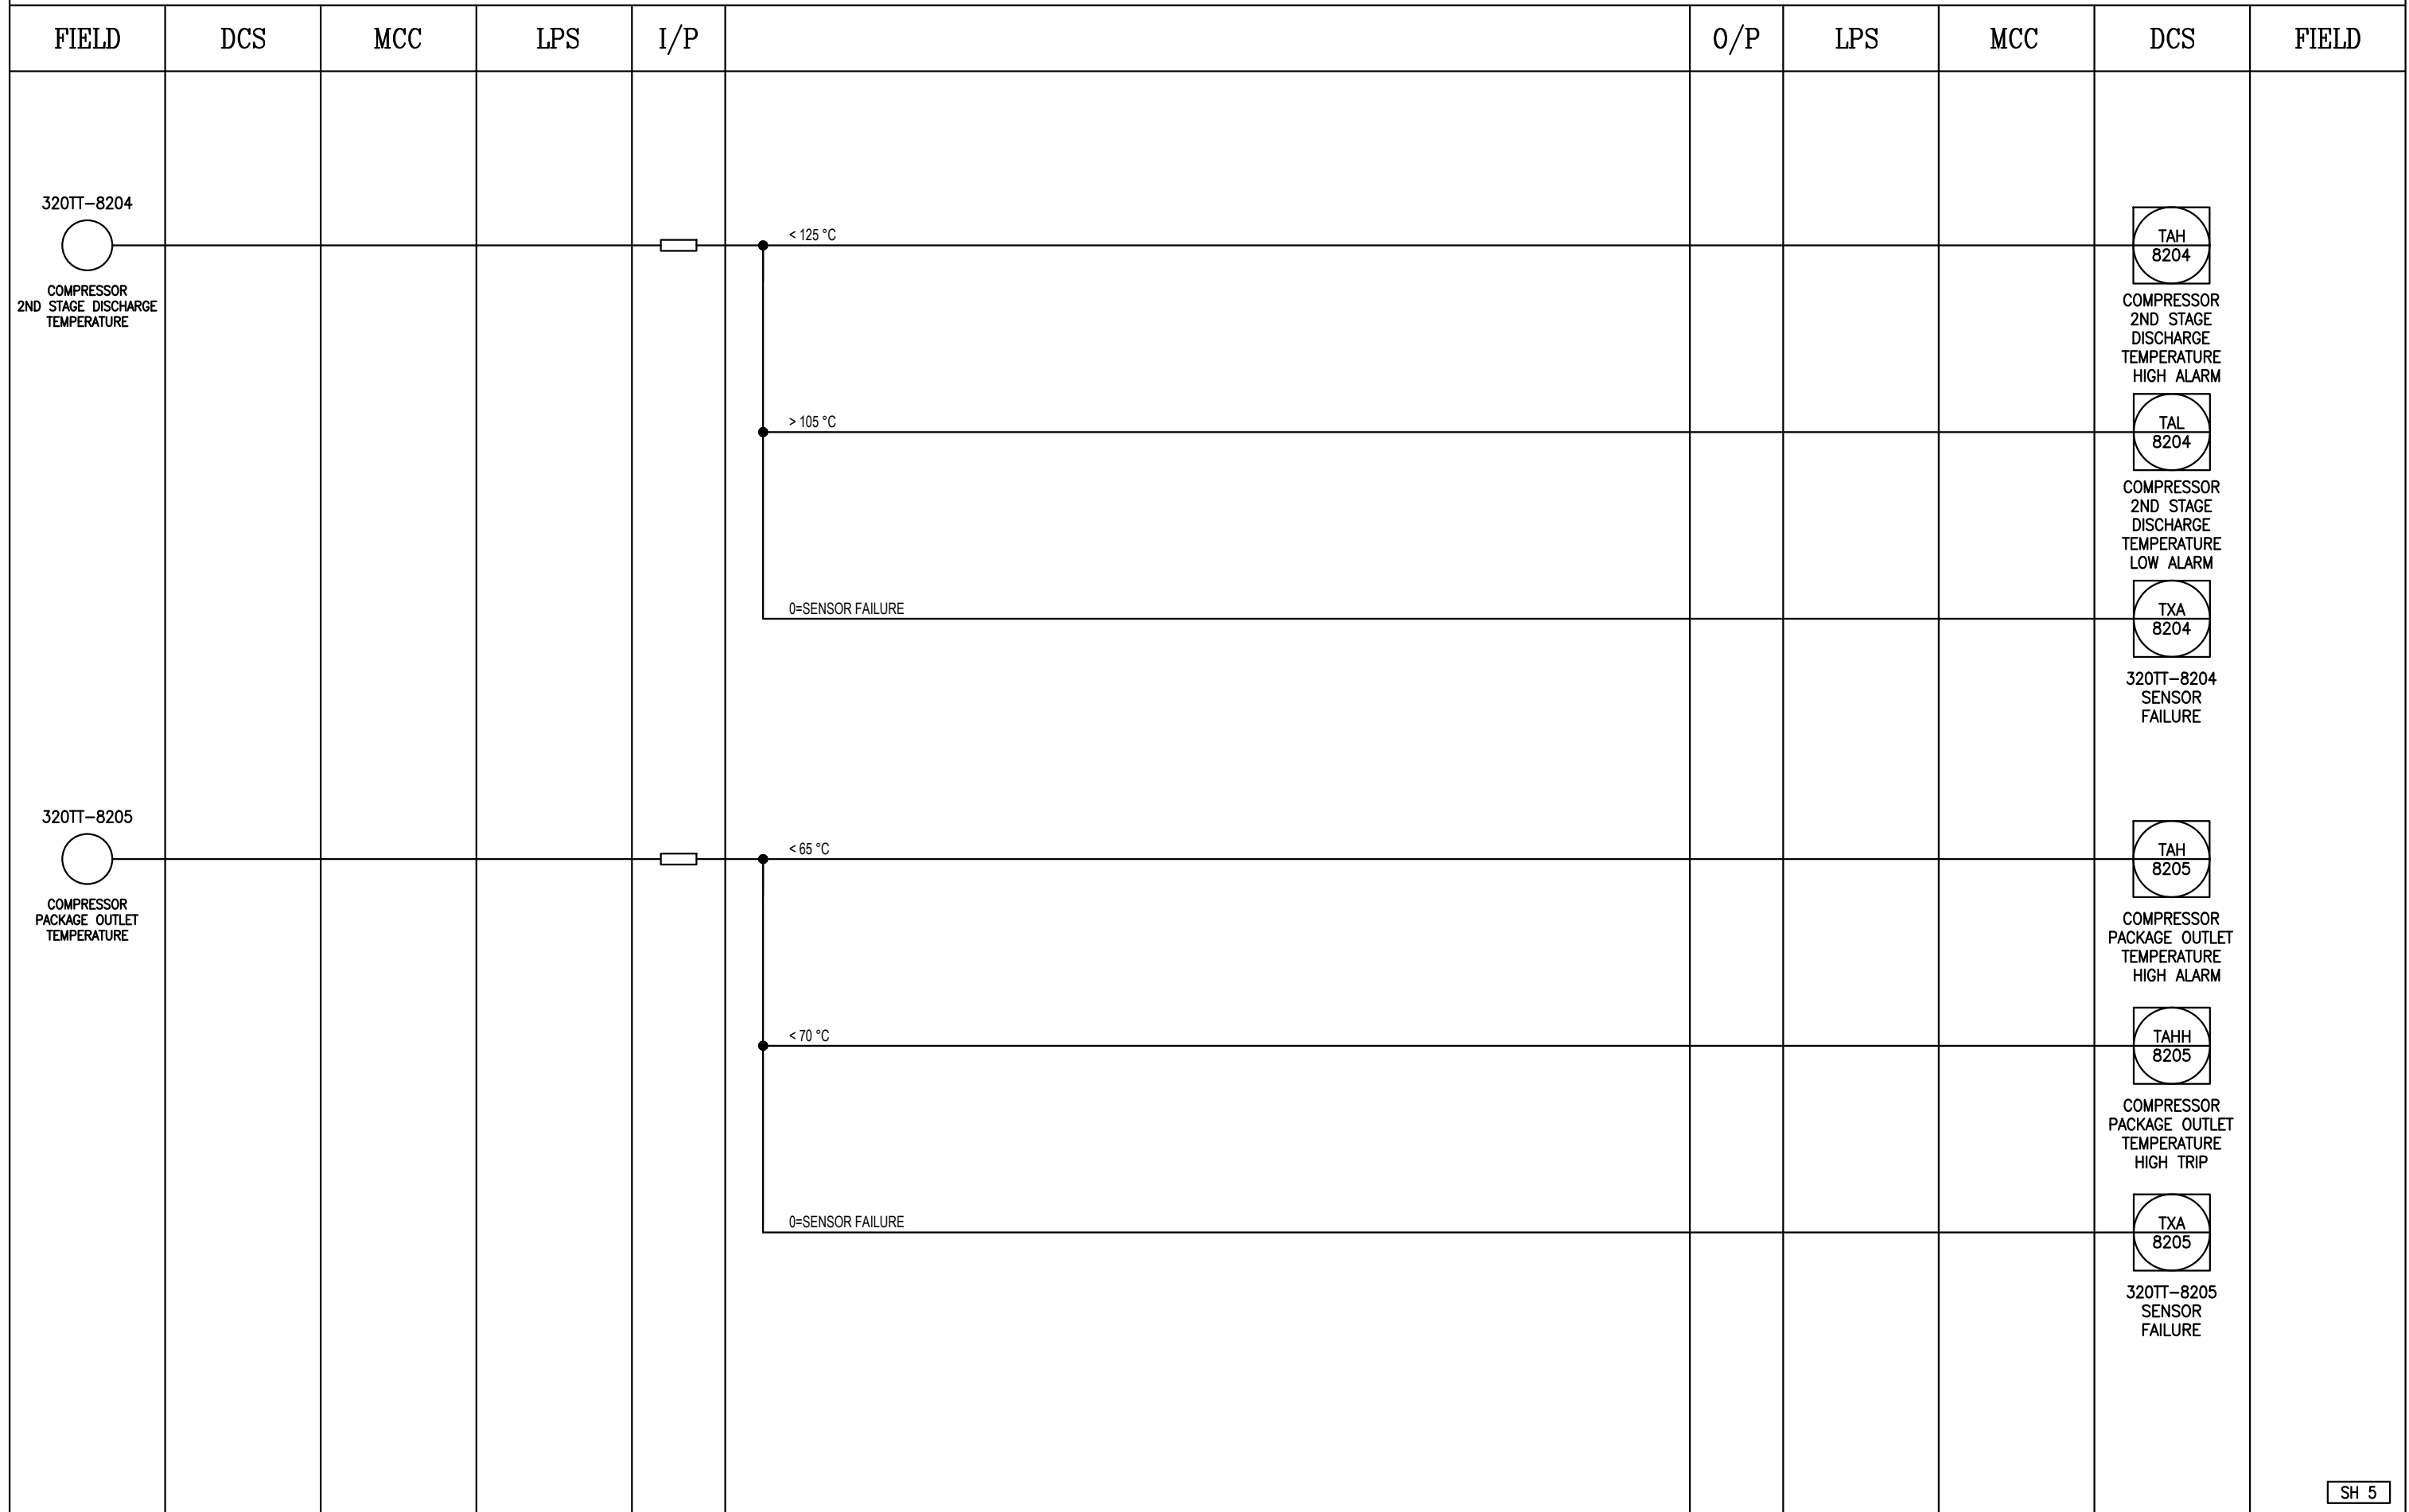 FIELD DCS MCC LPS I/P O/P LPS MCC DCS FIELD
320TT-8204
COMPRESSOR
2ND STAGE DISCHARGE
TEMPERATURE
< 125 °C
TAH
8204
COMPRESSOR
2ND STAGE
DISCHARGE
TEMPERATURE
HIGH ALARM
> 105 °C
TAL
8204
COMPRESSOR
2ND STAGE
DISCHARGE
TEMPERATURE
LOW ALARM
0=SENSOR FAILURE
TXA
8204
320TT-8204
SENSOR
FAILURE
320TT-8205
COMPRESSOR
PACKAGE OUTLET
TEMPERATURE
< 65 °C
TAH
8205
COMPRESSOR
PACKAGE OUTLET
TEMPERATURE
HIGH ALARM
< 70 °C
TAHH
8205
COMPRESSOR
PACKAGE OUTLET
TEMPERATURE
HIGH TRIP
0=SENSOR FAILURE
TXA
8205
320TT-8205
SENSOR
FAILURE
SH 5